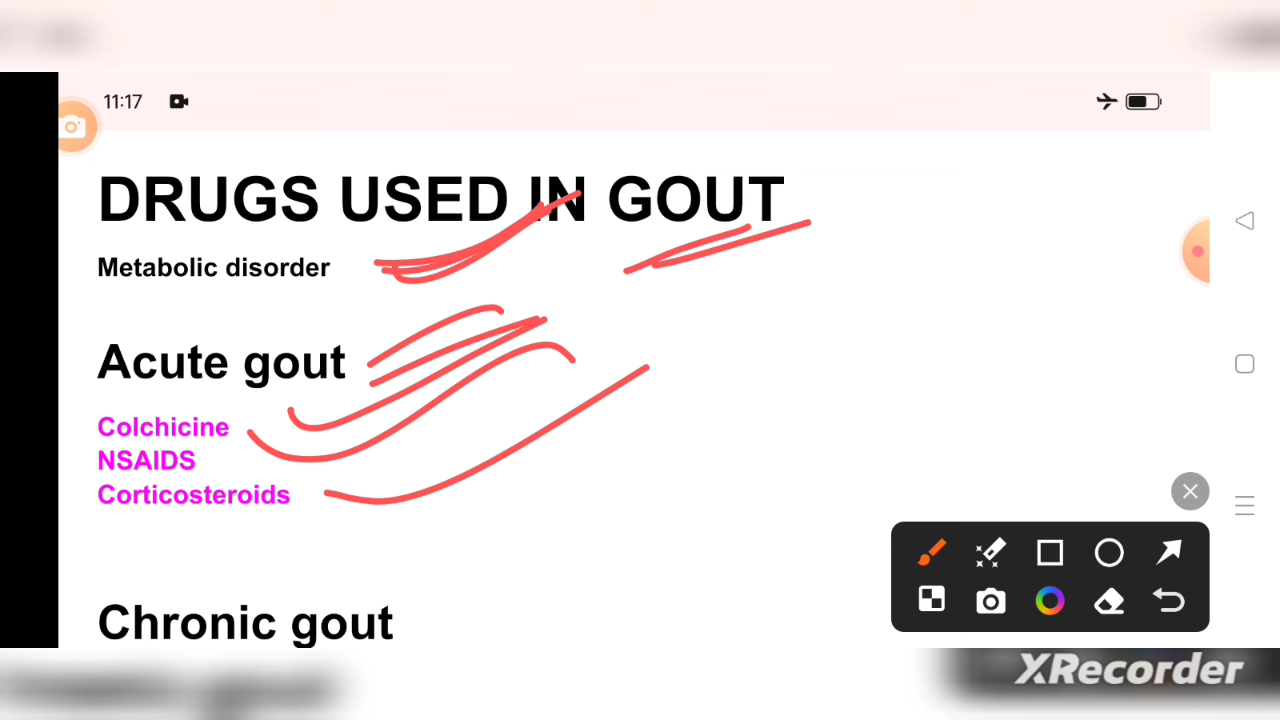 11:17
DRUGS USED IN GOUT
Metabolic disorder
Acute gout
Colchicine
NSAIDS
Corticosteroids
Chronic gout
XRecorder